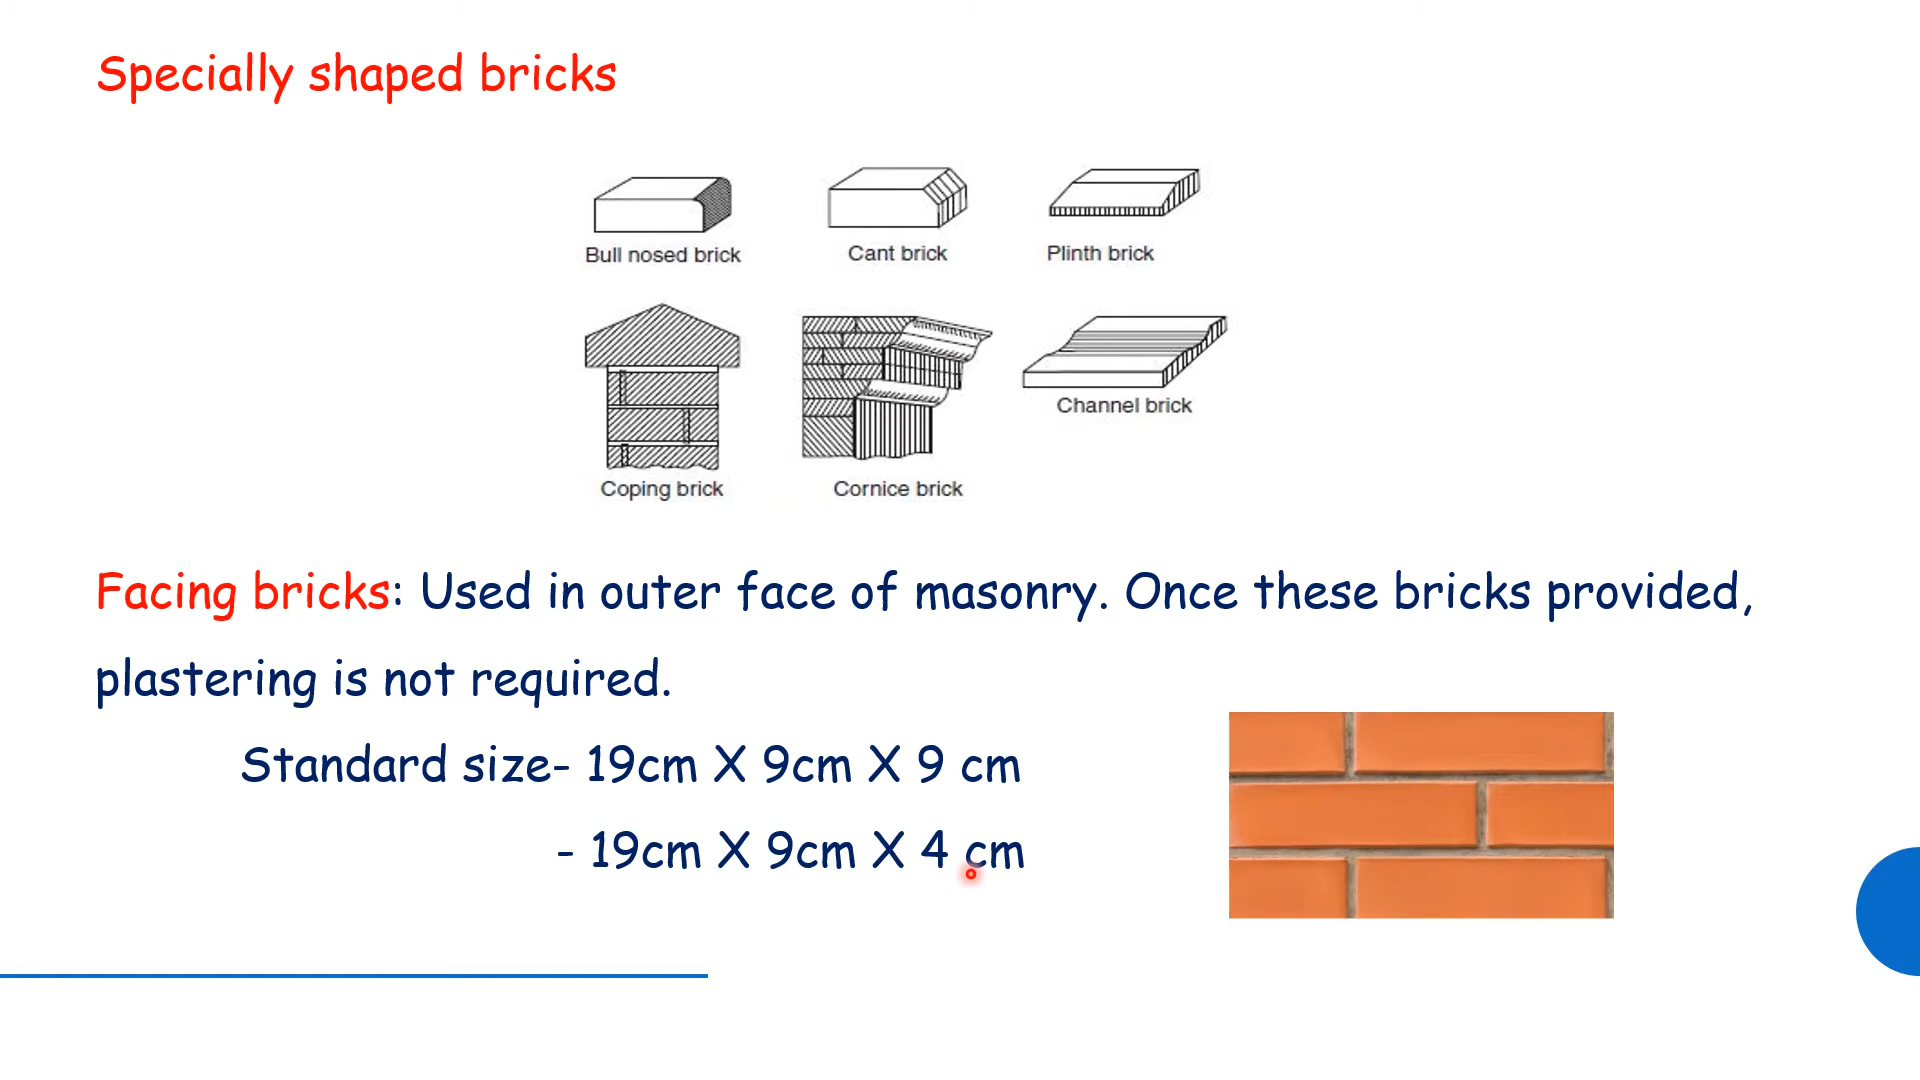 Specially shaped bricks
Bull nosed brick
Cant brick
Plinth brick
Channel brick
Coping brick
Cornice brick
Facing bricks: Used in outer face of masonry. Once these bricks provided,
plastering is not required.
Standard size- 19cm X 9cm X 9 cm
- 19cm X 9cm X 4 cm